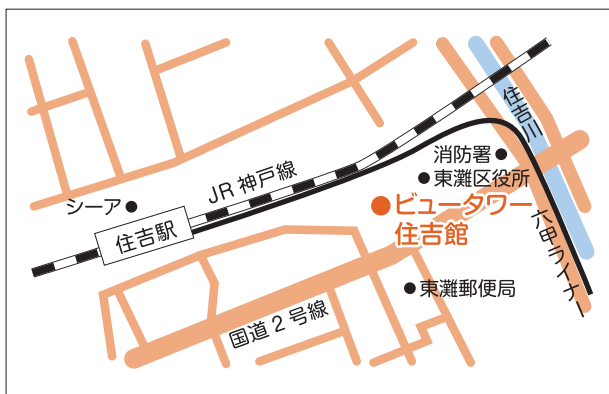 住吉川
消防署
JR神戸線
東灘区役所
シーア
ビュータワー
住吉館
住吉駅
六甲ライナー
東灘郵便局
国道2号線